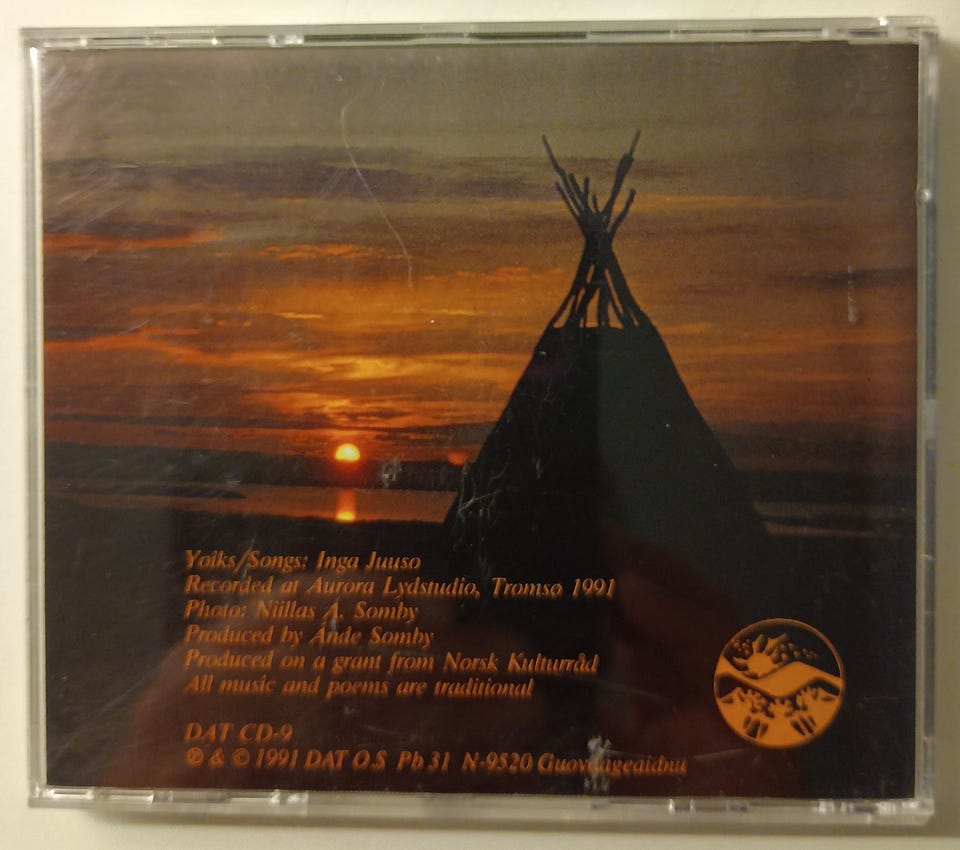 Yoiks/Songs: Inga Juuso
Recorded at Aurora Lydstudio, Tromsø 1991
Photo: Niillas A. Somby
Produced by Ánde Somby
Produced on a grant from Norsk Kulturråd
All music and poems are traditional
DAT CD-9
℗ & © 1991 DAT O.S Pb 31 N-9520 Guovdageaidnu